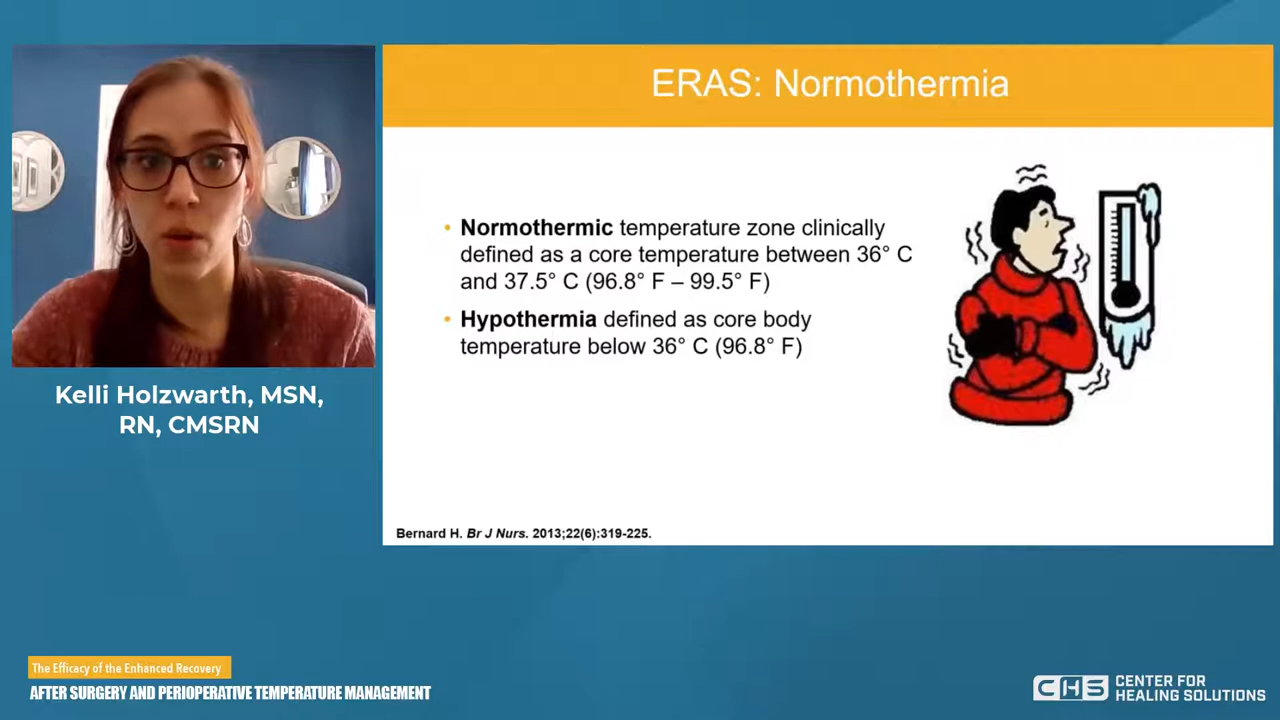 ERAS: Normothermia
• Normothermic temperature zone clinically
defined as a core temperature between 36° C
and 37.5° C (96.8° F – 99.5° F)
• Hypothermia defined as core body
temperature below 36° C (96.8° F)
Bernard H. Br J Nurs. 2013;22(6):319-225.
Kelli Holzwarth, MSN,
RN, CMSRN
The Efficacy of the Enhanced Recovery
AFTER SURGERY AND PERIOPERATIVE TEMPERATURE MANAGEMENT
CHS
CENTER FOR
HEALING SOLUTIONS